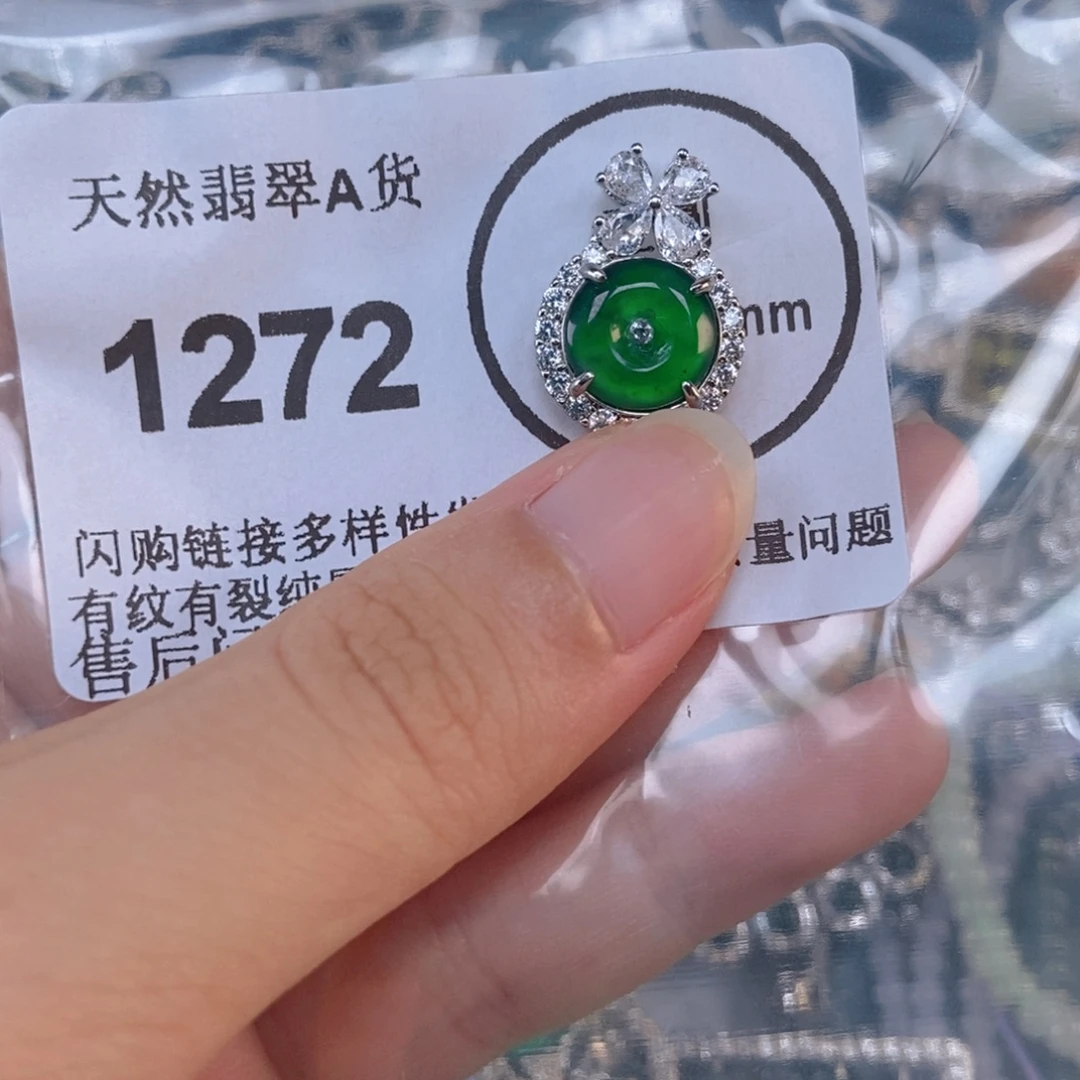 天然翡翠A货
1272
mm
闪购链接多样性
量问题
有纹有裂纯
售后